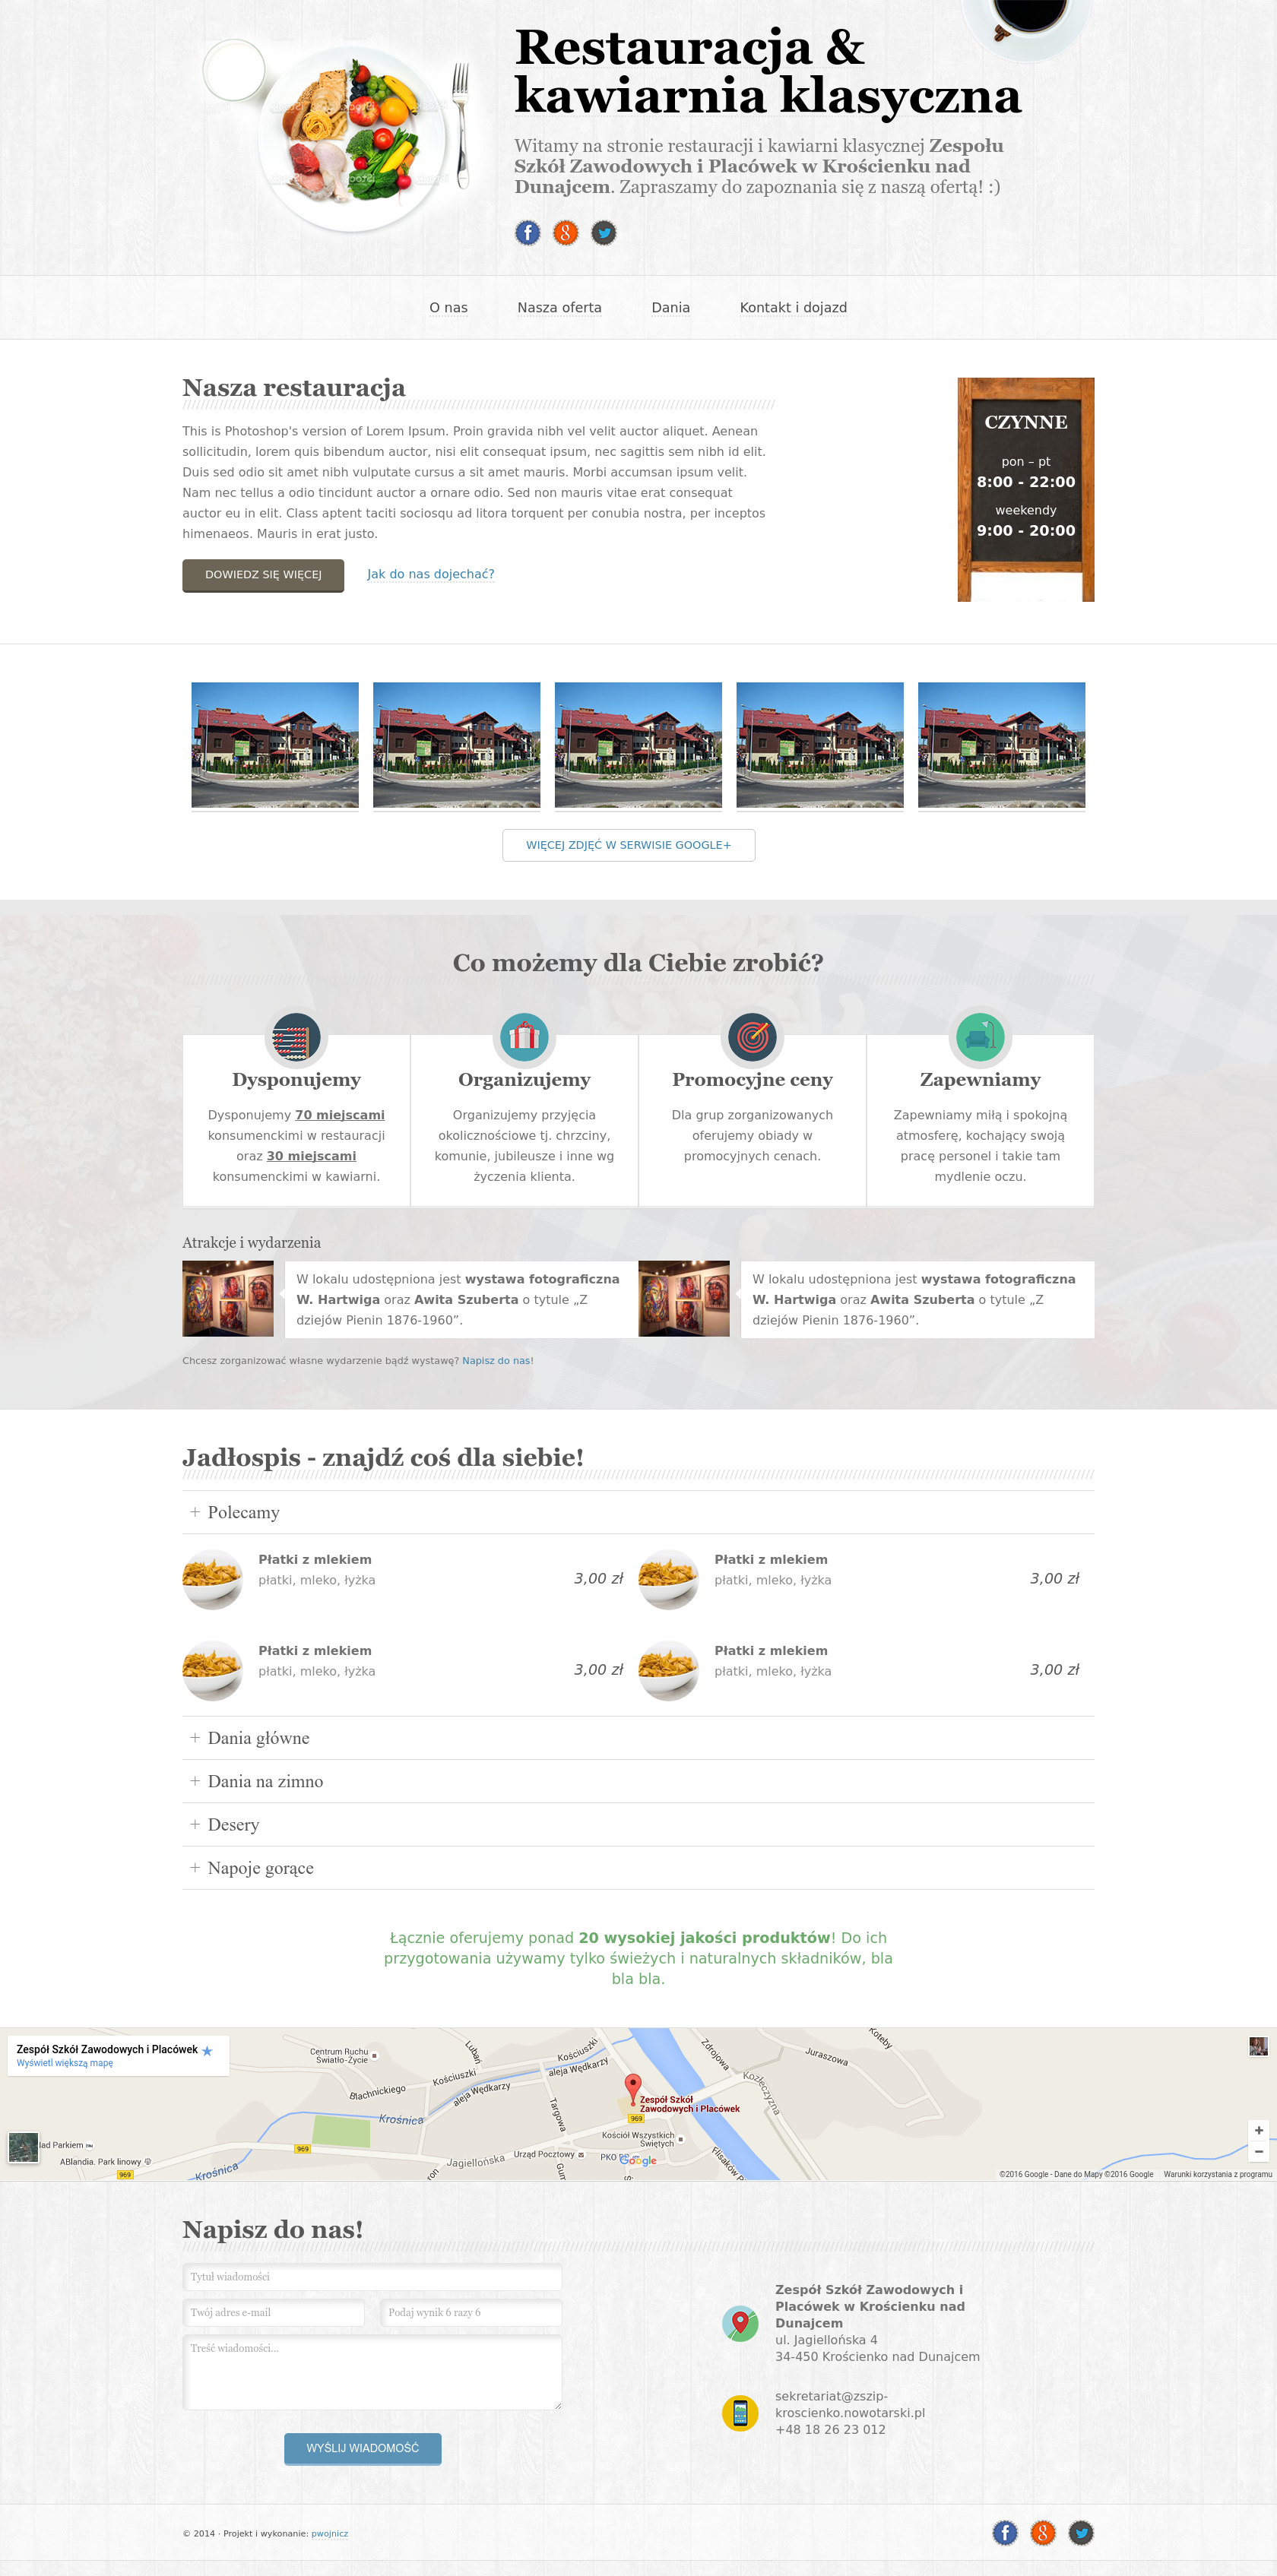 Restauracja &
kawiarnia klasyczna
Witamy na stronie restauracji i kawiarni klasycznej Zespołu
Szkół Zawodowych i Placówek w Krościenku nad
Dunajcem. Zapraszamy do zapoznania się z naszą ofertą! :)
O nas
Nasza oferta
Dania
Kontakt i dojazd
Nasza restauracja
This is Photoshop's version of Lorem Ipsum. Proin gravida nibh vel velit auctor aliquet. Aenean
sollicitudin, lorem quis bibendum auctor, nisi elit consequat ipsum, nec sagittis sem nibh id elit.
Duis sed odio sit amet nibh vulputate cursus a sit amet mauris. Morbi accumsan ipsum velit.
Nam nec tellus a odio tincidunt auctor a ornare odio. Sed non mauris vitae erat consequat
auctor eu in elit. Class aptent taciti sociosqu ad litora torquent per conubia nostra, per inceptos
himenaeos. Mauris in erat justo.
DOWIEDZ SIĘ WIĘCEJ
Jak do nas dojechać?
CZYNNE
pon – pt
8:00 - 22:00
weekendy
9:00 - 20:00
WIĘCEJ ZDJĘĆ W SERWISIE GOOGLE+
Co możemy dla Ciebie zrobić?
Dysponujemy
Dysponujemy 70 miejscami
konsumenckimi w restauracji
oraz 30 miejscami
konsumenckimi w kawiarni.
Organizujemy
Organizujemy przyjęcia
okolicznościowe tj. chrzciny,
komunie, jubileusze i inne wg
życzenia klienta.
Promocyjne ceny
Dla grup zorganizowanych
oferujemy obiady w
promocyjnych cenach.
Zapewniamy
Zapewniamy miłą i spokojną
atmosferę, kochający swoją
pracę personel i takie tam
mydlenie oczu.
Atrakcje i wydarzenia
W lokalu udostępniona jest wystawa fotograficzna
W. Hartwiga oraz Awita Szuberta o tytule „Z
dziejów Pienin 1876-1960”.
W lokalu udostępniona jest wystawa fotograficzna
W. Hartwiga oraz Awita Szuberta o tytule „Z
dziejów Pienin 1876-1960”.
Chcesz zorganizować własne wydarzenie bądź wystawę? Napisz do nas!
Jadłospis - znajdź coś dla siebie!
+ Polecamy
Płatki z mlekiem
płatki, mleko, łyżka
3,00 zł
Płatki z mlekiem
płatki, mleko, łyżka
3,00 zł
Płatki z mlekiem
płatki, mleko, łyżka
3,00 zł
Płatki z mlekiem
płatki, mleko, łyżka
3,00 zł
+ Dania główne
+ Dania na zimno
+ Desery
+ Napoje gorące
Łącznie oferujemy ponad 20 wysokiej jakości produktów! Do ich
przygotowania używamy tylko świeżych i naturalnych składników, bla
bla bla.
Zespół Szkół Zawodowych i Placówek
Wyświetl większą mapę
Centrum Ruchu
Światło-Życie
Blachnickiego
Lubań
Kościuszki
aleja Wędkarzy
Kościuszki
aleja Wędkarzy
Krośnica
Krośnica
Targowa
Zdrojowa
Kozłeczyzna
Juraszowa
Koteby
Zespół Szkół
Zawodowych i Placówek
969
969
969
Kościół Wszystkich
Świętych
Urząd Pocztowy
Jagiellońska
Google
ad Parkiem
ABlandia. Park linowy
+
−
©2016 Google - Dane do Mapy ©2016 Google
Warunki korzystania z programu
Napisz do nas!
Tytuł wiadomości
Twój adres e-mail
Podaj wynik 6 razy 6
Treść wiadomości...
WYŚLIJ WIADOMOŚĆ
Zespół Szkół Zawodowych i
Placówek w Krościenku nad
Dunajcem
ul. Jagiellońska 4
34-450 Krościenko nad Dunajcem
sekretariat@zszip-
kroscienko.nowotarski.pl
+48 18 26 23 012
© 2014 · Projekt i wykonanie: pwojnicz